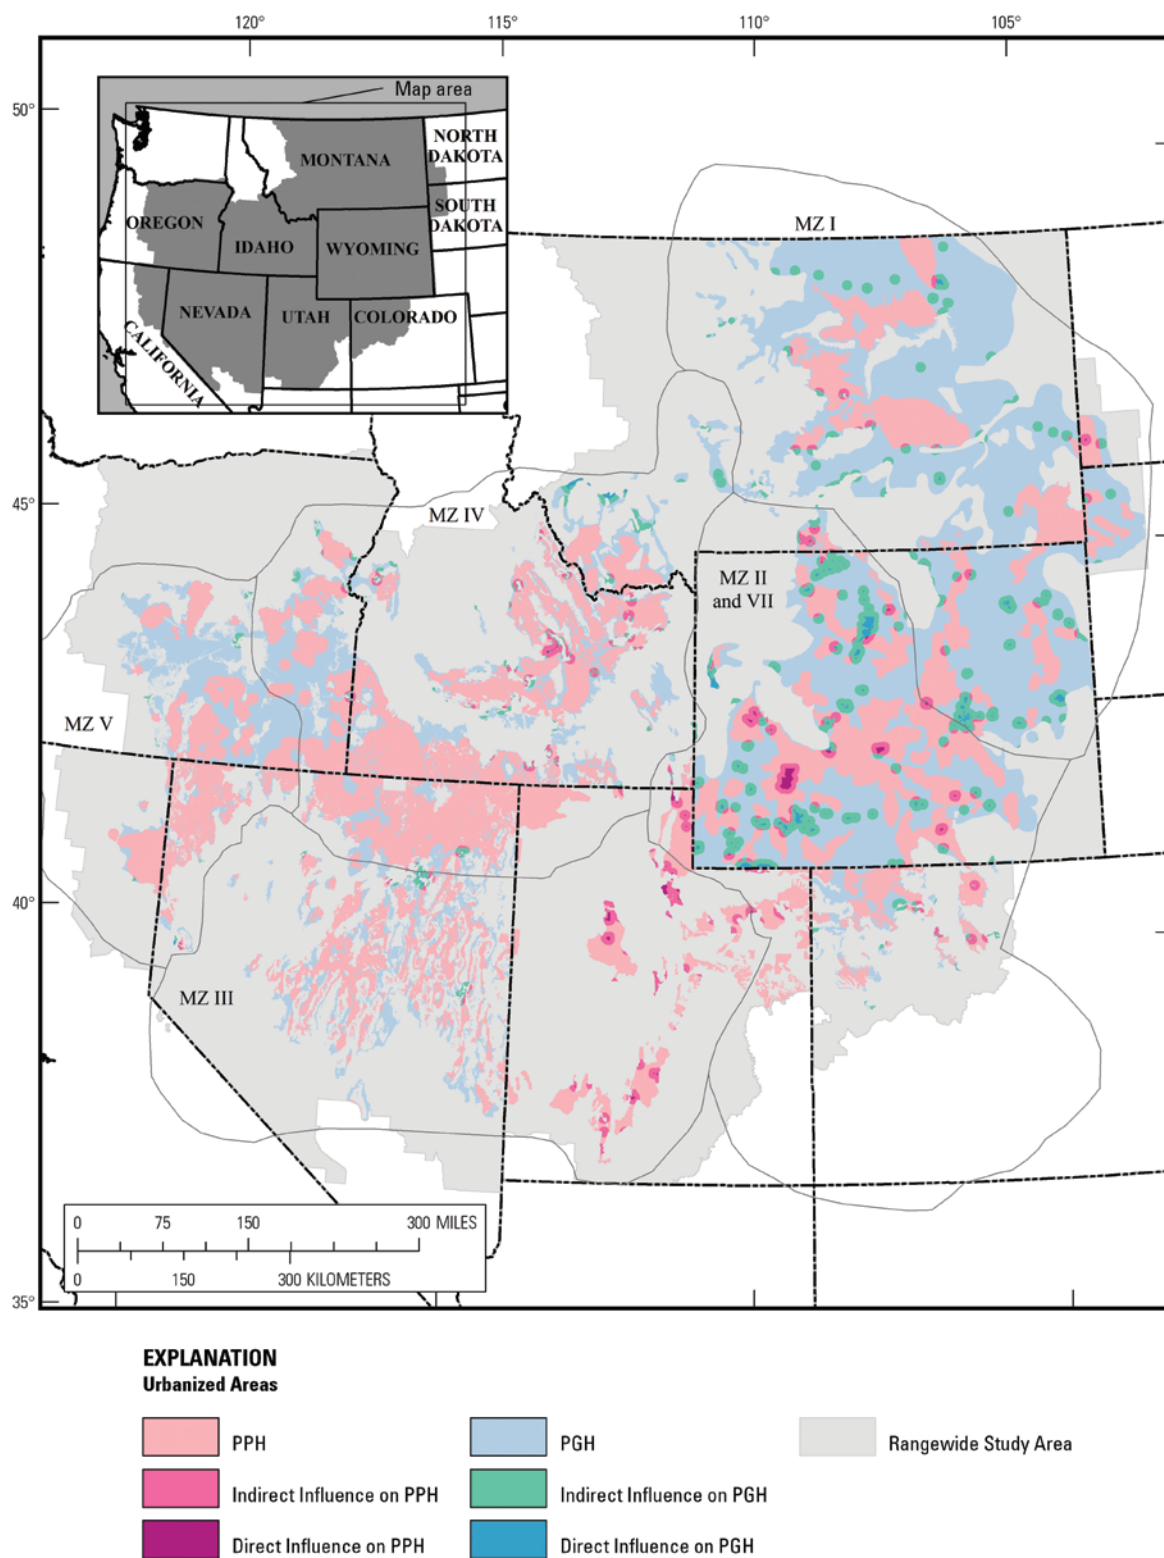 120°
115°
110°
105°
50°
Map area
NORTH
DAKOTA
MONTANA
SOUTH
DAKOTA
OREGON
IDAHO
WYOMING
NEVADA
UTAH
COLORADO
CALIFORNIA
MZ I
45°
MZ IV
MZ II
and VII
MZ V
40°
MZ III
0 75 150 300 MILES
0 150 300 KILOMETERS
35°
EXPLANATION
Urbanized Areas
PPH
PGH
Rangewide Study Area
Indirect Influence on PPH
Indirect Influence on PGH
Direct Influence on PPH
Direct Influence on PGH